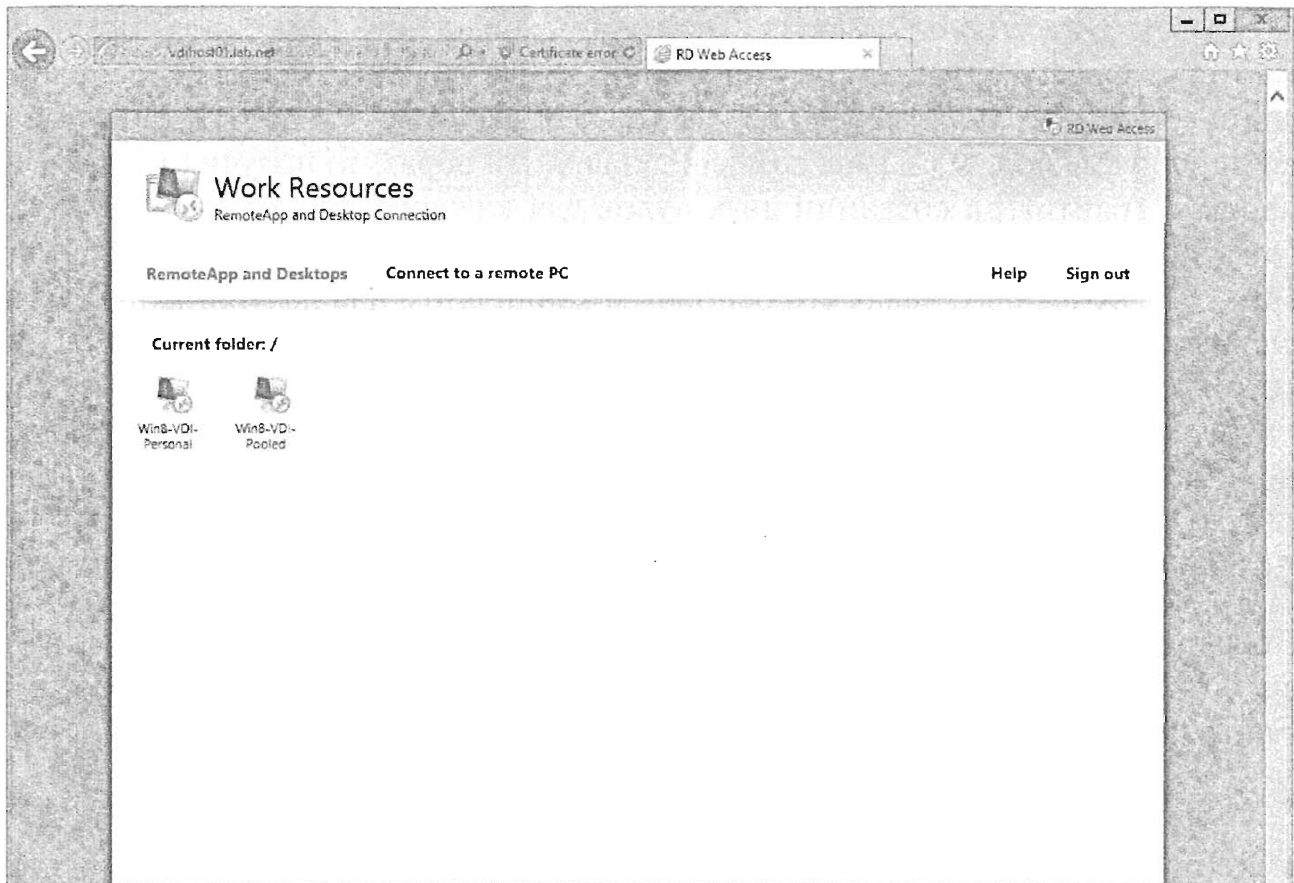 vdihost01.lab.net
Certificate error
RD Web Access
RD Web Access
Work Resources
RemoteApp and Desktop Connection
RemoteApp and Desktops Connect to a remote PC Help Sign out
Current folder: /
Win8-VDI-
Personal
Win8-VDI-
Pooled